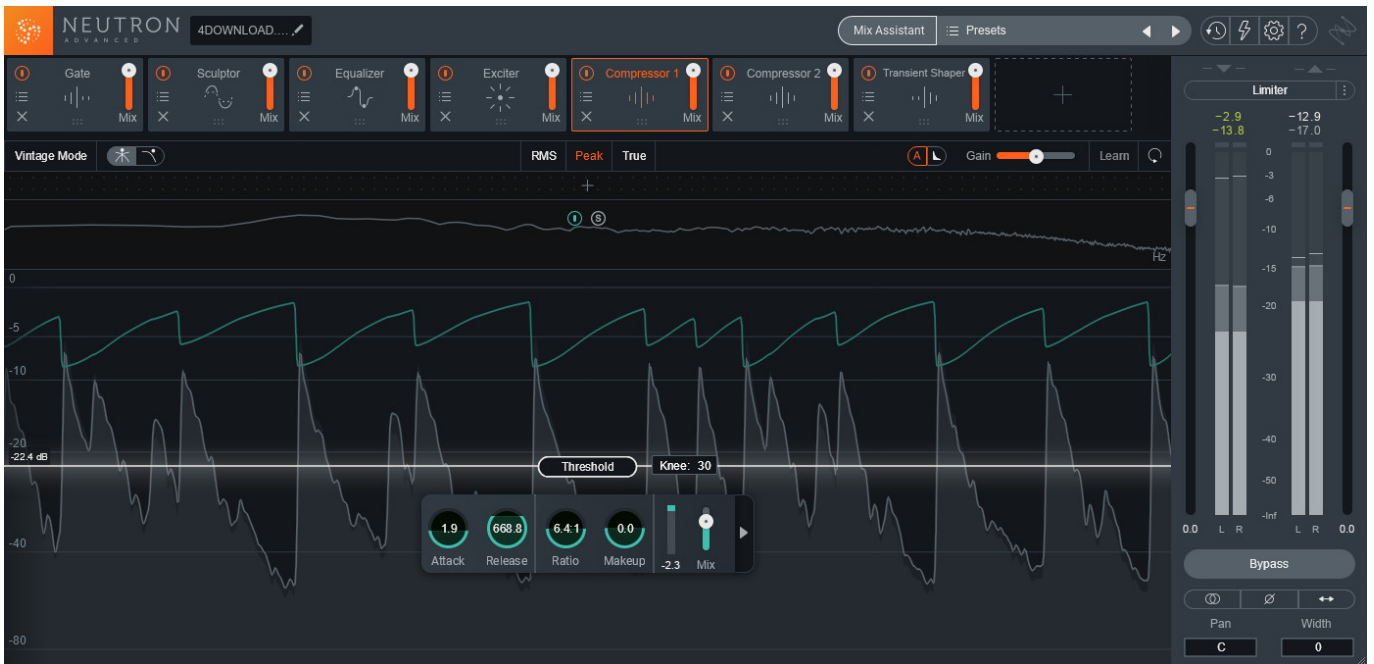 NEUTRON
ADVANCED
4DOWNLOAD....
Mix Assistant
Presets
?
Gate
Mix
Sculptor
Mix
Equalizer
Mix
Exciter
Mix
Compressor 1
Mix
Compressor 2
Mix
Transient Shaper
Mix
Vintage Mode
RMS
Peak
True
A
Gain
Learn
S
Hz
0
-5
-10
-20
-22.4 dB
-40
-80
Threshold
Knee: 30
1.9
Attack
668.8
Release
6.4:1
Ratio
0.0
Makeup
-2.3
Mix
Limiter
-2.9
-13.8
-12.9
-17.0
0
-3
-6
-10
-15
-20
-30
-40
-50
-Inf
0.0 L R L R 0.0
Bypass
Pan
Width
C
0